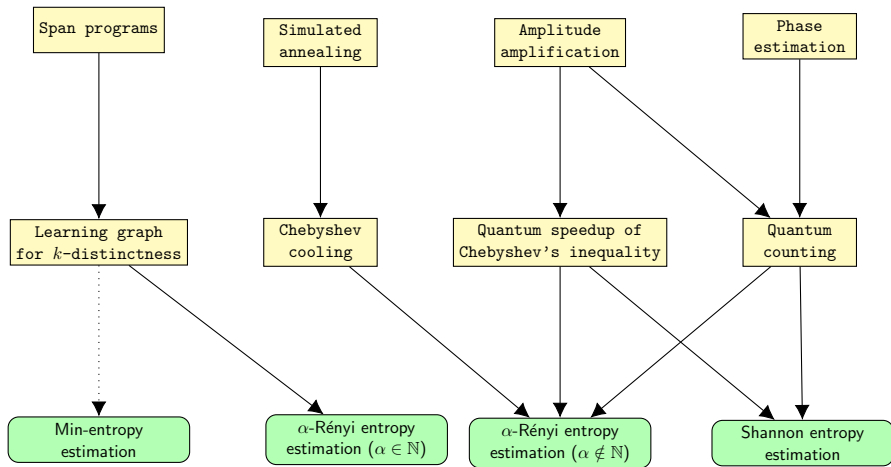 Span programs
Simulated
annealing
Amplitude
amplification
Phase
estimation
Learning graph
for k-distinctness
Chebyshev
cooling
Quantum speedup of
Chebyshev's inequality
Quantum
counting
Min-entropy
estimation
α-Rényi entropy
estimation (α ∈ ℕ)
α-Rényi entropy
estimation (α ∉ ℕ)
Shannon entropy
estimation